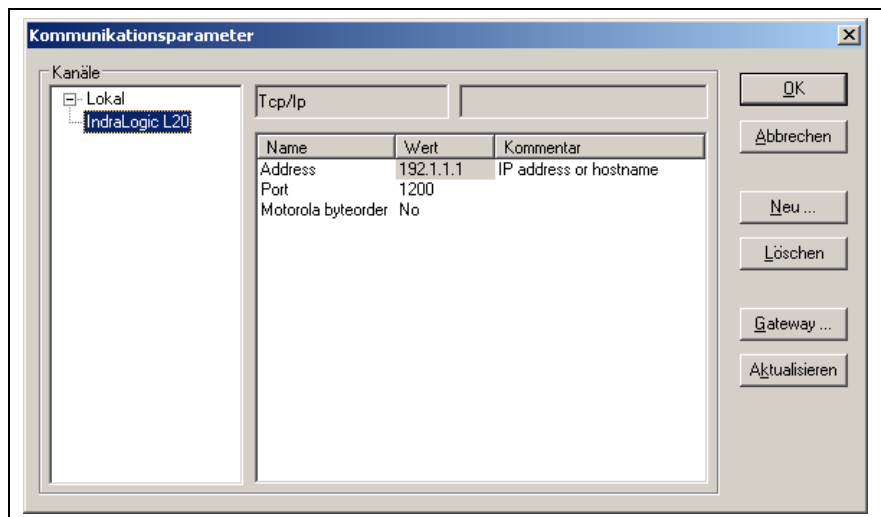 Kommunikationsparameter
Kanäle
Lokal
IndraLogic L20
Tcp/Ip
Name Wert Kommentar
Address 192.1.1.1 IP address or hostname
Port 1200
Motorola byteorder No
OK
Abbrechen
Neu ...
Löschen
Gateway ...
Aktualisieren